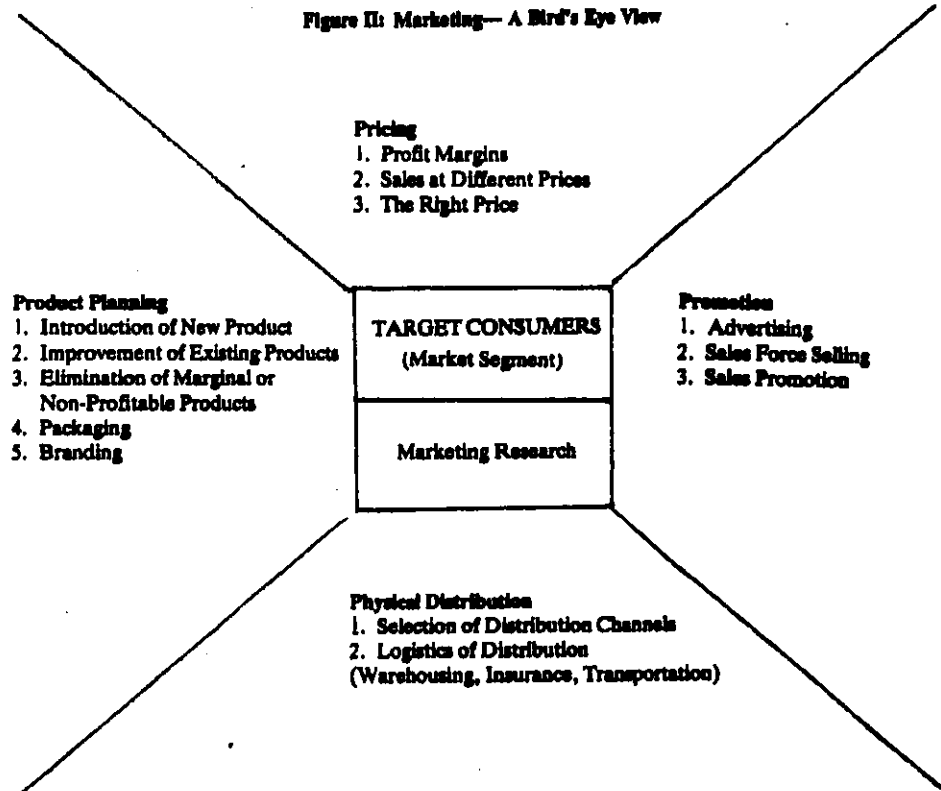 Figure II: Marketing— A Bird's Eye View
Pricing
1. Profit Margins
2. Sales at Different Prices
3. The Right Price
Product Planning
1. Introduction of New Product
2. Improvement of Existing Products
3. Elimination of Marginal or
Non-Profitable Products
4. Packaging
5. Branding
TARGET CONSUMERS
(Market Segment)
Marketing Research
Promotion
1. Advertising
2. Sales Force Selling
3. Sales Promotion
Physical Distribution
1. Selection of Distribution Channels
2. Logistics of Distribution
(Warehousing, Insurance, Transportation)